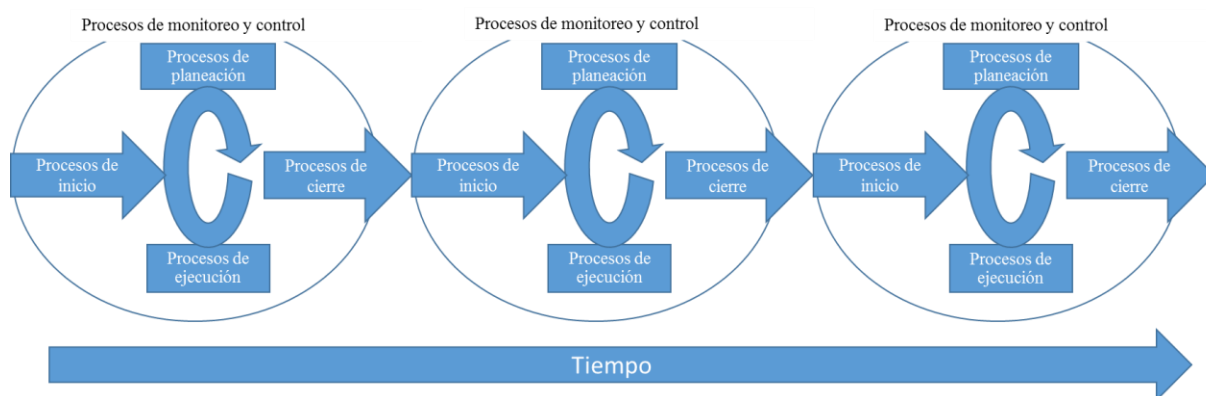 Procesos de monitoreo y control
Procesos de
planeación
Procesos de
inicio
Procesos de
cierre
Procesos de
ejecución
Procesos de monitoreo y control
Procesos de
planeación
Procesos de
inicio
Procesos de
cierre
Procesos de
ejecución
Procesos de monitoreo y control
Procesos de
planeación
Procesos de
inicio
Procesos de
cierre
Procesos de
ejecución
Tiempo